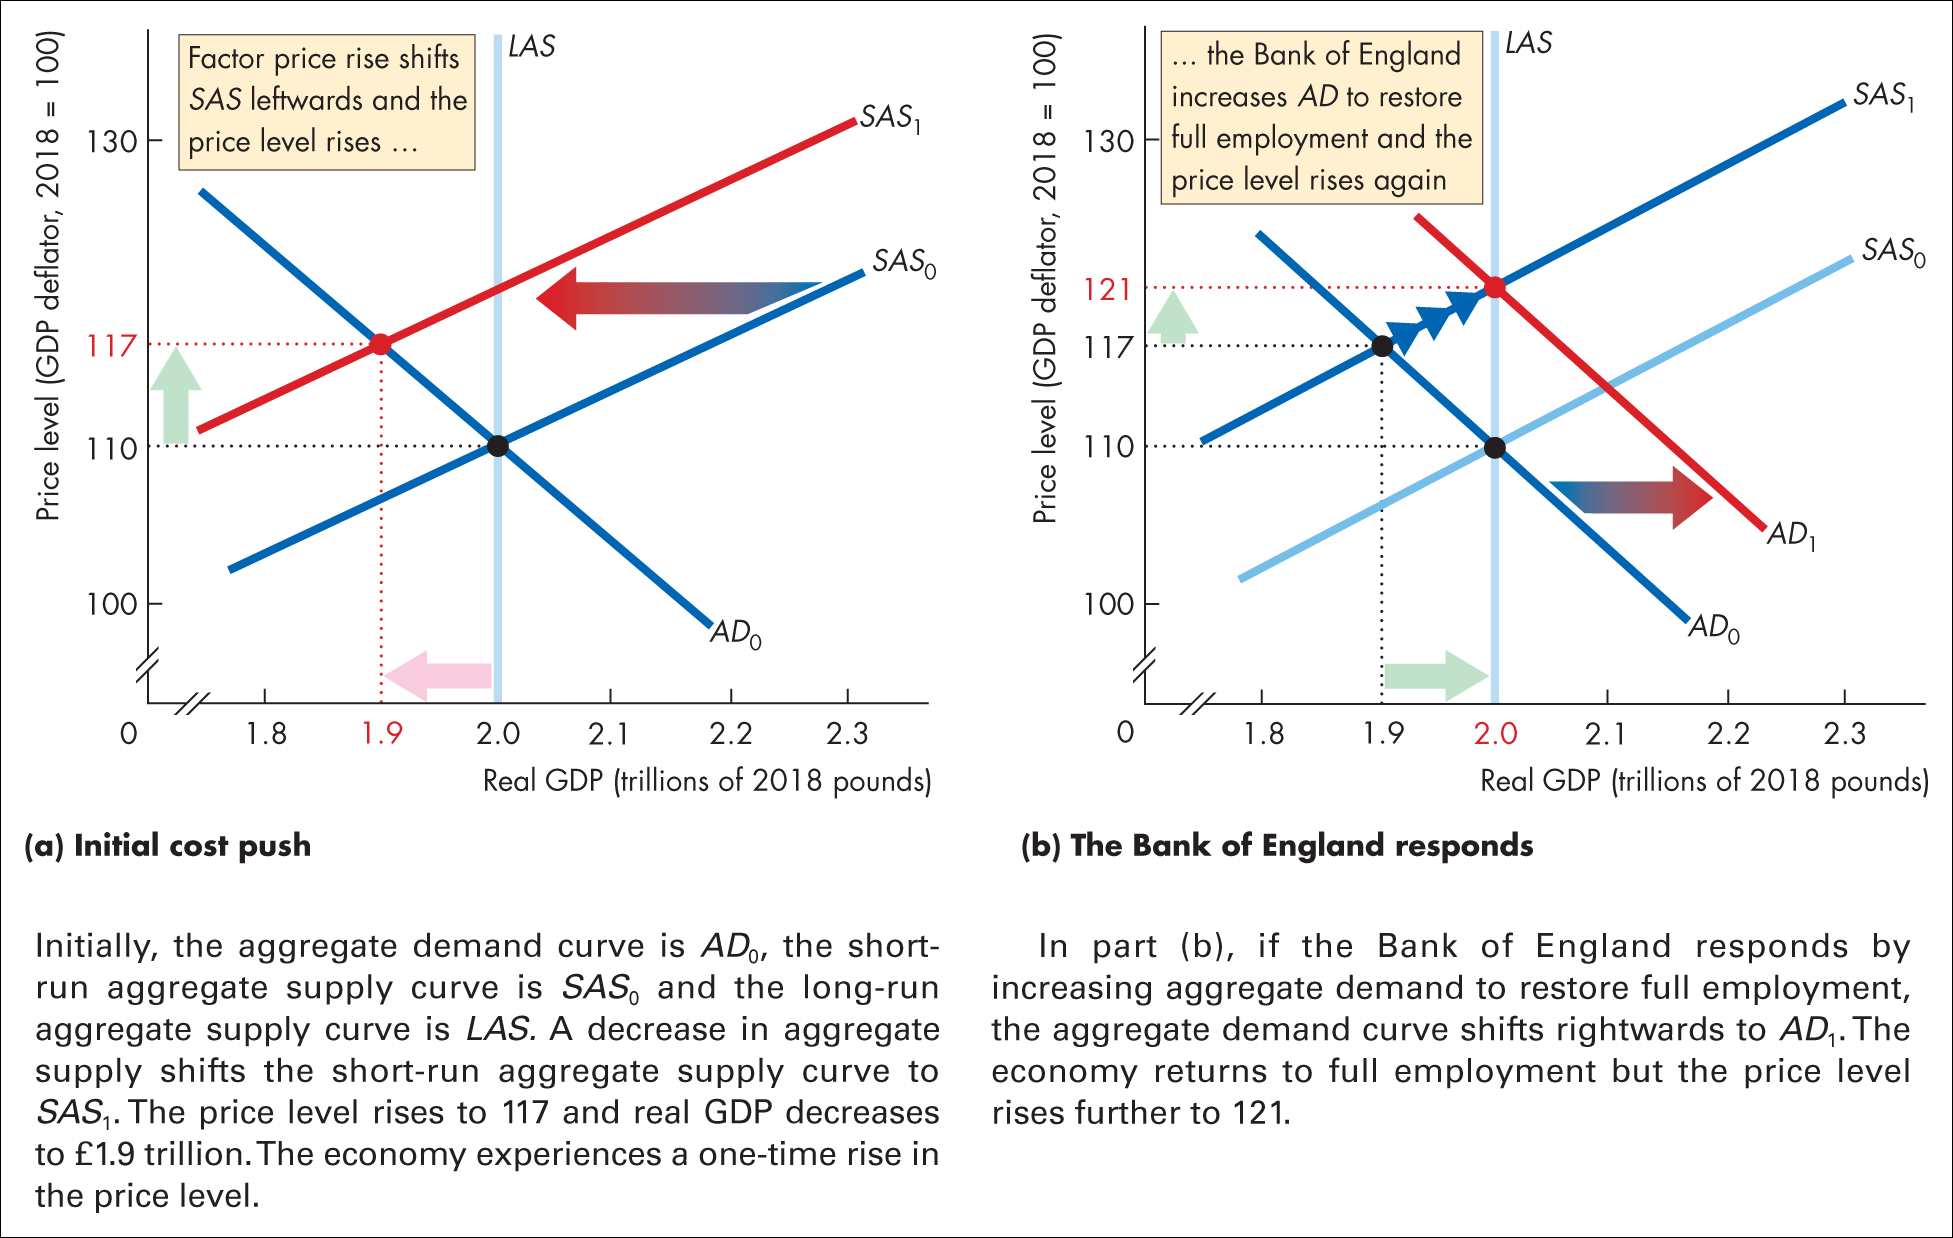 Price level (GDP deflator, 2018 = 100)
Factor price rise shifts
SAS leftwards and the
price level rises …
LAS
SAS1
SAS0
AD0
130
117
110
100
0
1.8
1.9
2.0
2.1
2.2
2.3
Real GDP (trillions of 2018 pounds)
(a) Initial cost push
Initially, the aggregate demand curve is AD0, the short-
run aggregate supply curve is SAS0 and the long-run
aggregate supply curve is LAS. A decrease in aggregate
supply shifts the short-run aggregate supply curve to
SAS1. The price level rises to 117 and real GDP decreases
to £1.9 trillion. The economy experiences a one-time rise in
the price level.
Price level (GDP deflator, 2018 = 100)
… the Bank of England
increases AD to restore
full employment and the
price level rises again
LAS
SAS1
SAS0
AD1
AD0
130
121
117
110
100
0
1.8
1.9
2.0
2.1
2.2
2.3
Real GDP (trillions of 2018 pounds)
(b) The Bank of England responds
In part (b), if the Bank of England responds by
increasing aggregate demand to restore full employment,
the aggregate demand curve shifts rightwards to AD1. The
economy returns to full employment but the price level
rises further to 121.